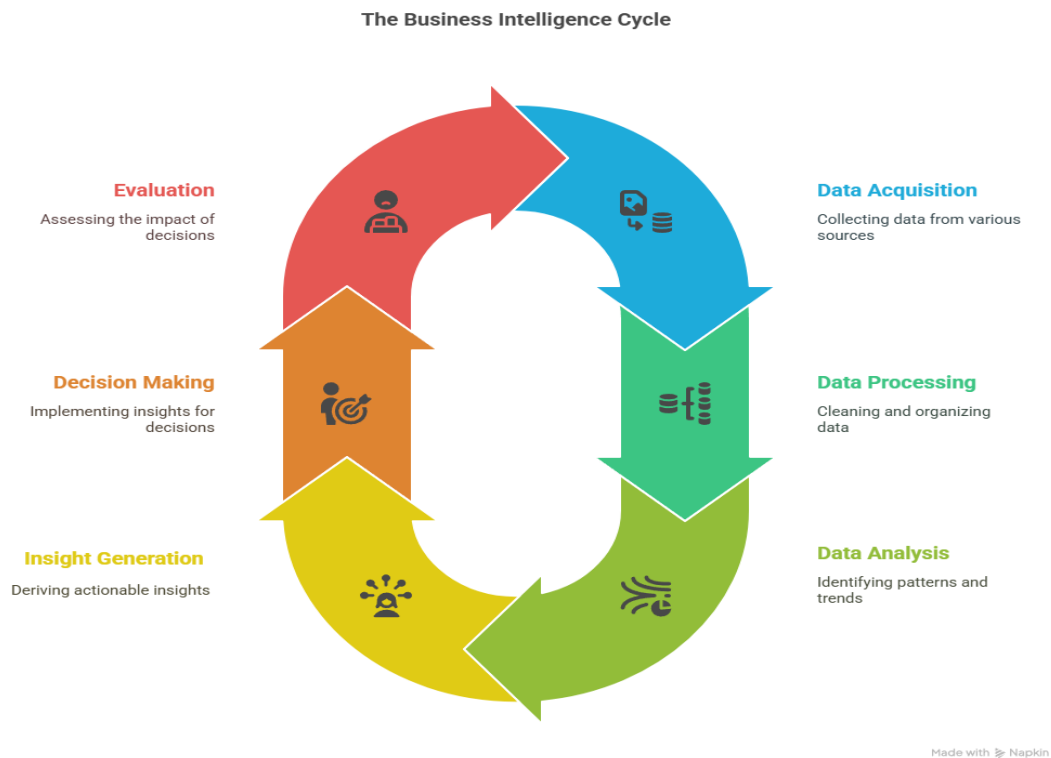 The Business Intelligence Cycle
Evaluation
Assessing the impact of
decisions
Data Acquisition
Collecting data from various
sources
Decision Making
Implementing insights for
decisions
Data Processing
Cleaning and organizing
data
Insight Generation
Deriving actionable insights
Data Analysis
Identifying patterns and
trends
Made with Napkin